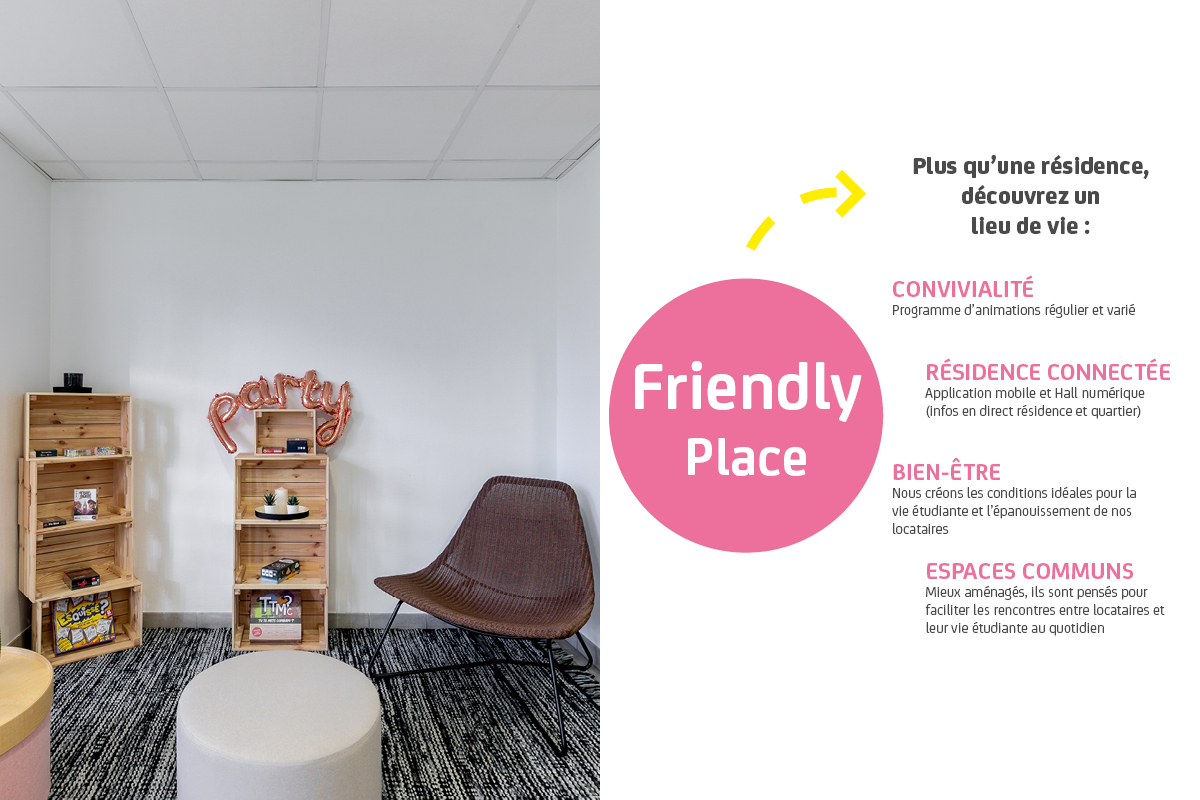 party
ESQUISSÉ?
TTMC?
Friendly
Place
Plus qu’une résidence,
découvrez un
lieu de vie :
CONVIVIALITÉ
Programme d’animations régulier et varié
RÉSIDENCE CONNECTÉE
Application mobile et Hall numérique
(Infos en direct résidence et quartier)
BIEN-ÊTRE
Nous créons les conditions idéales pour la
vie étudiante et l’épanouissement de nos
locataires
ESPACES COMMUNS
Mieux aménagés, ils sont pensés pour
faciliter les rencontres entre locataires et
leur vie étudiante au quotidien